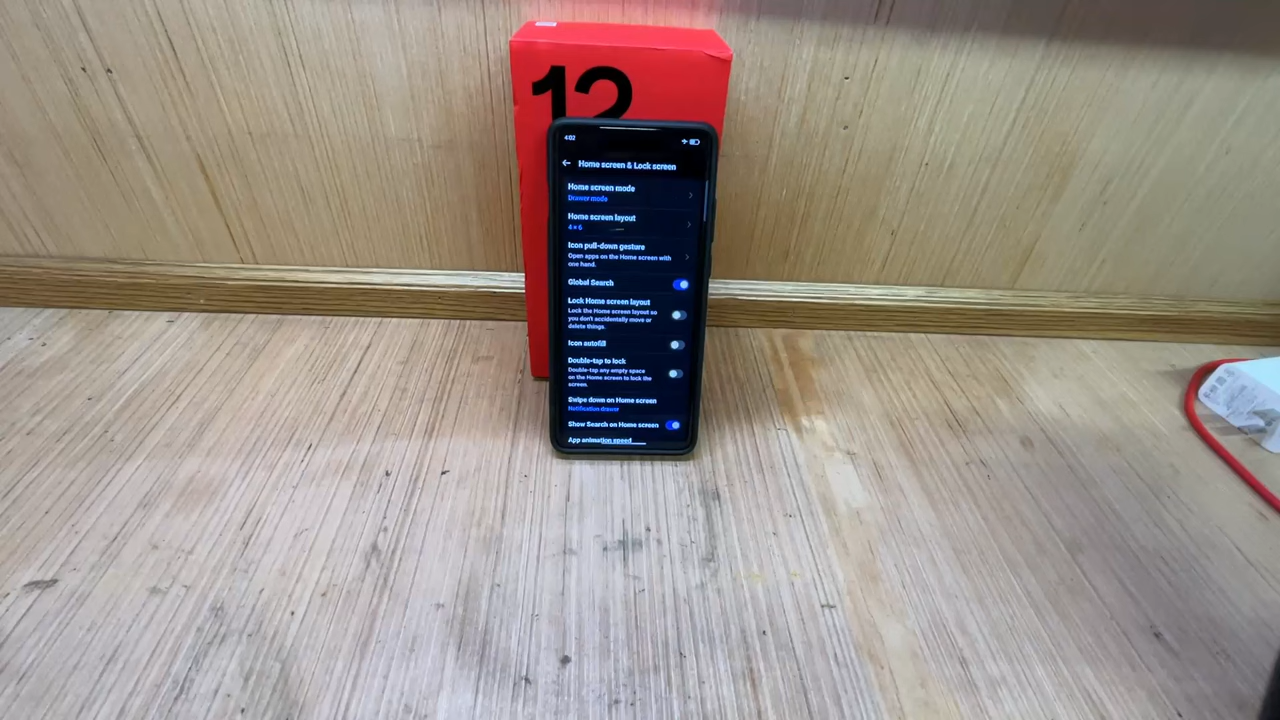 12
4:02
Home screen & Lock screen
Home screen mode
Drawer mode
Home screen layout
4 × 6
Icon pull-down gesture
Open apps on the Home screen with
one hand.
Global Search
Lock Home screen layout
Lock the Home screen layout so
you don't accidentally move or
delete things.
Icon autofill
Double-tap to lock
Double-tap any empty space
on the Home screen to lock the
screen.
Swipe down on Home screen
Notification drawer
Show Search on Home screen
App animation speed